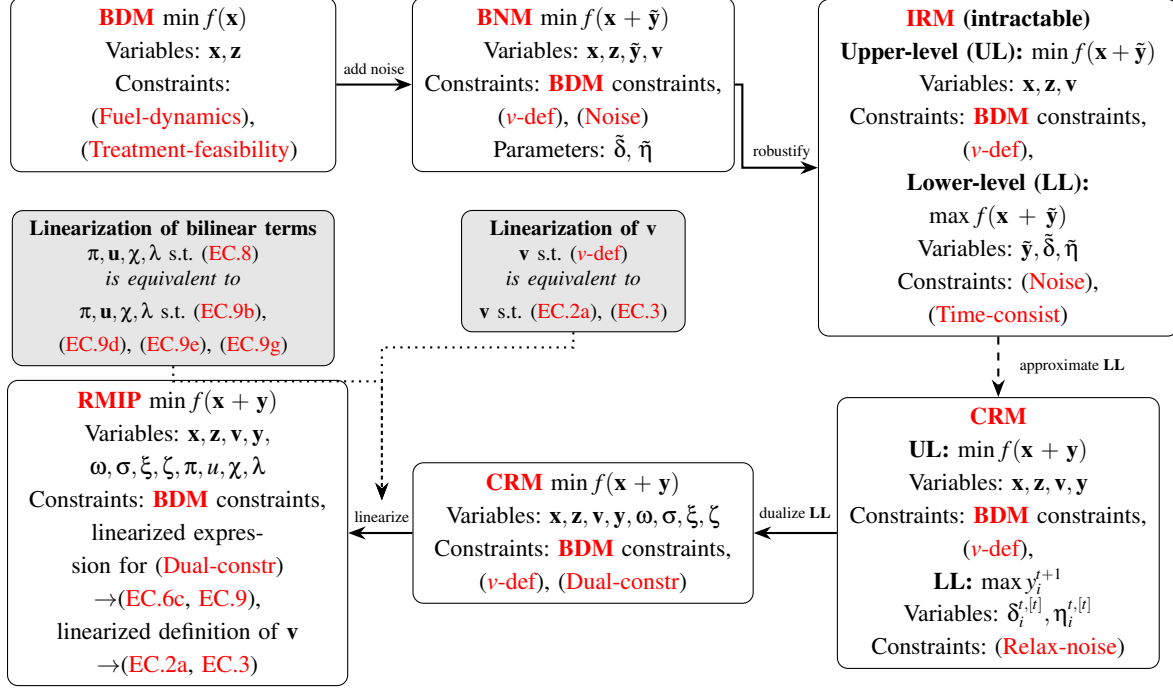 BDM min f(x)
Variables: x, z
Constraints:
(Fuel-dynamics),
(Treatment-feasibility)
add noise
BNM min f(x + ỹ)
Variables: x, z, ỹ, v
Constraints: BDM constraints,
(v-def), (Noise)
Parameters: δ̃, η̃
robustify
IRM (intractable)
Upper-level (UL): min f(x + ỹ)
Variables: x, z, v
Constraints: BDM constraints,
(v-def),
Lower-level (LL):
max f(x + ỹ)
Variables: ỹ, δ̃, η̃
Constraints: (Noise),
(Time-consist)
Linearization of bilinear terms
π, u, χ, λ s.t. (EC.8)
is equivalent to
π, u, χ, λ s.t. (EC.9b),
(EC.9d), (EC.9e), (EC.9g)
Linearization of v
v s.t. (v-def)
is equivalent to
v s.t. (EC.2a), (EC.3)
approximate LL
RMIP min f(x + y)
Variables: x, z, v, y,
ω, σ, ξ, ζ, π, u, χ, λ
Constraints: BDM constraints,
linearized expres-
sion for (Dual-constr)
→(EC.6c, EC.9),
linearized definition of v
→(EC.2a, EC.3)
linearize
CRM min f(x + y)
Variables: x, z, v, y, ω, σ, ξ, ζ
Constraints: BDM constraints,
(v-def), (Dual-constr)
dualize LL
CRM
UL: min f(x + y)
Variables: x, z, v, y
Constraints: BDM constraints,
(v-def),
LL: max y_i^{t+1}
Variables: δ_i^{t,[t]}, η_i^{t,[t]}
Constraints: (Relax-noise)